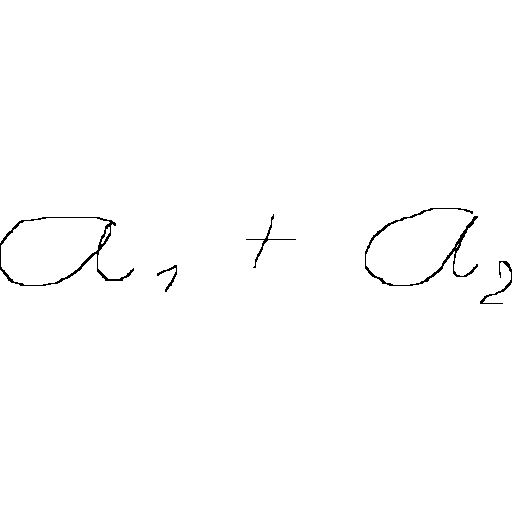 a₁ + a₂